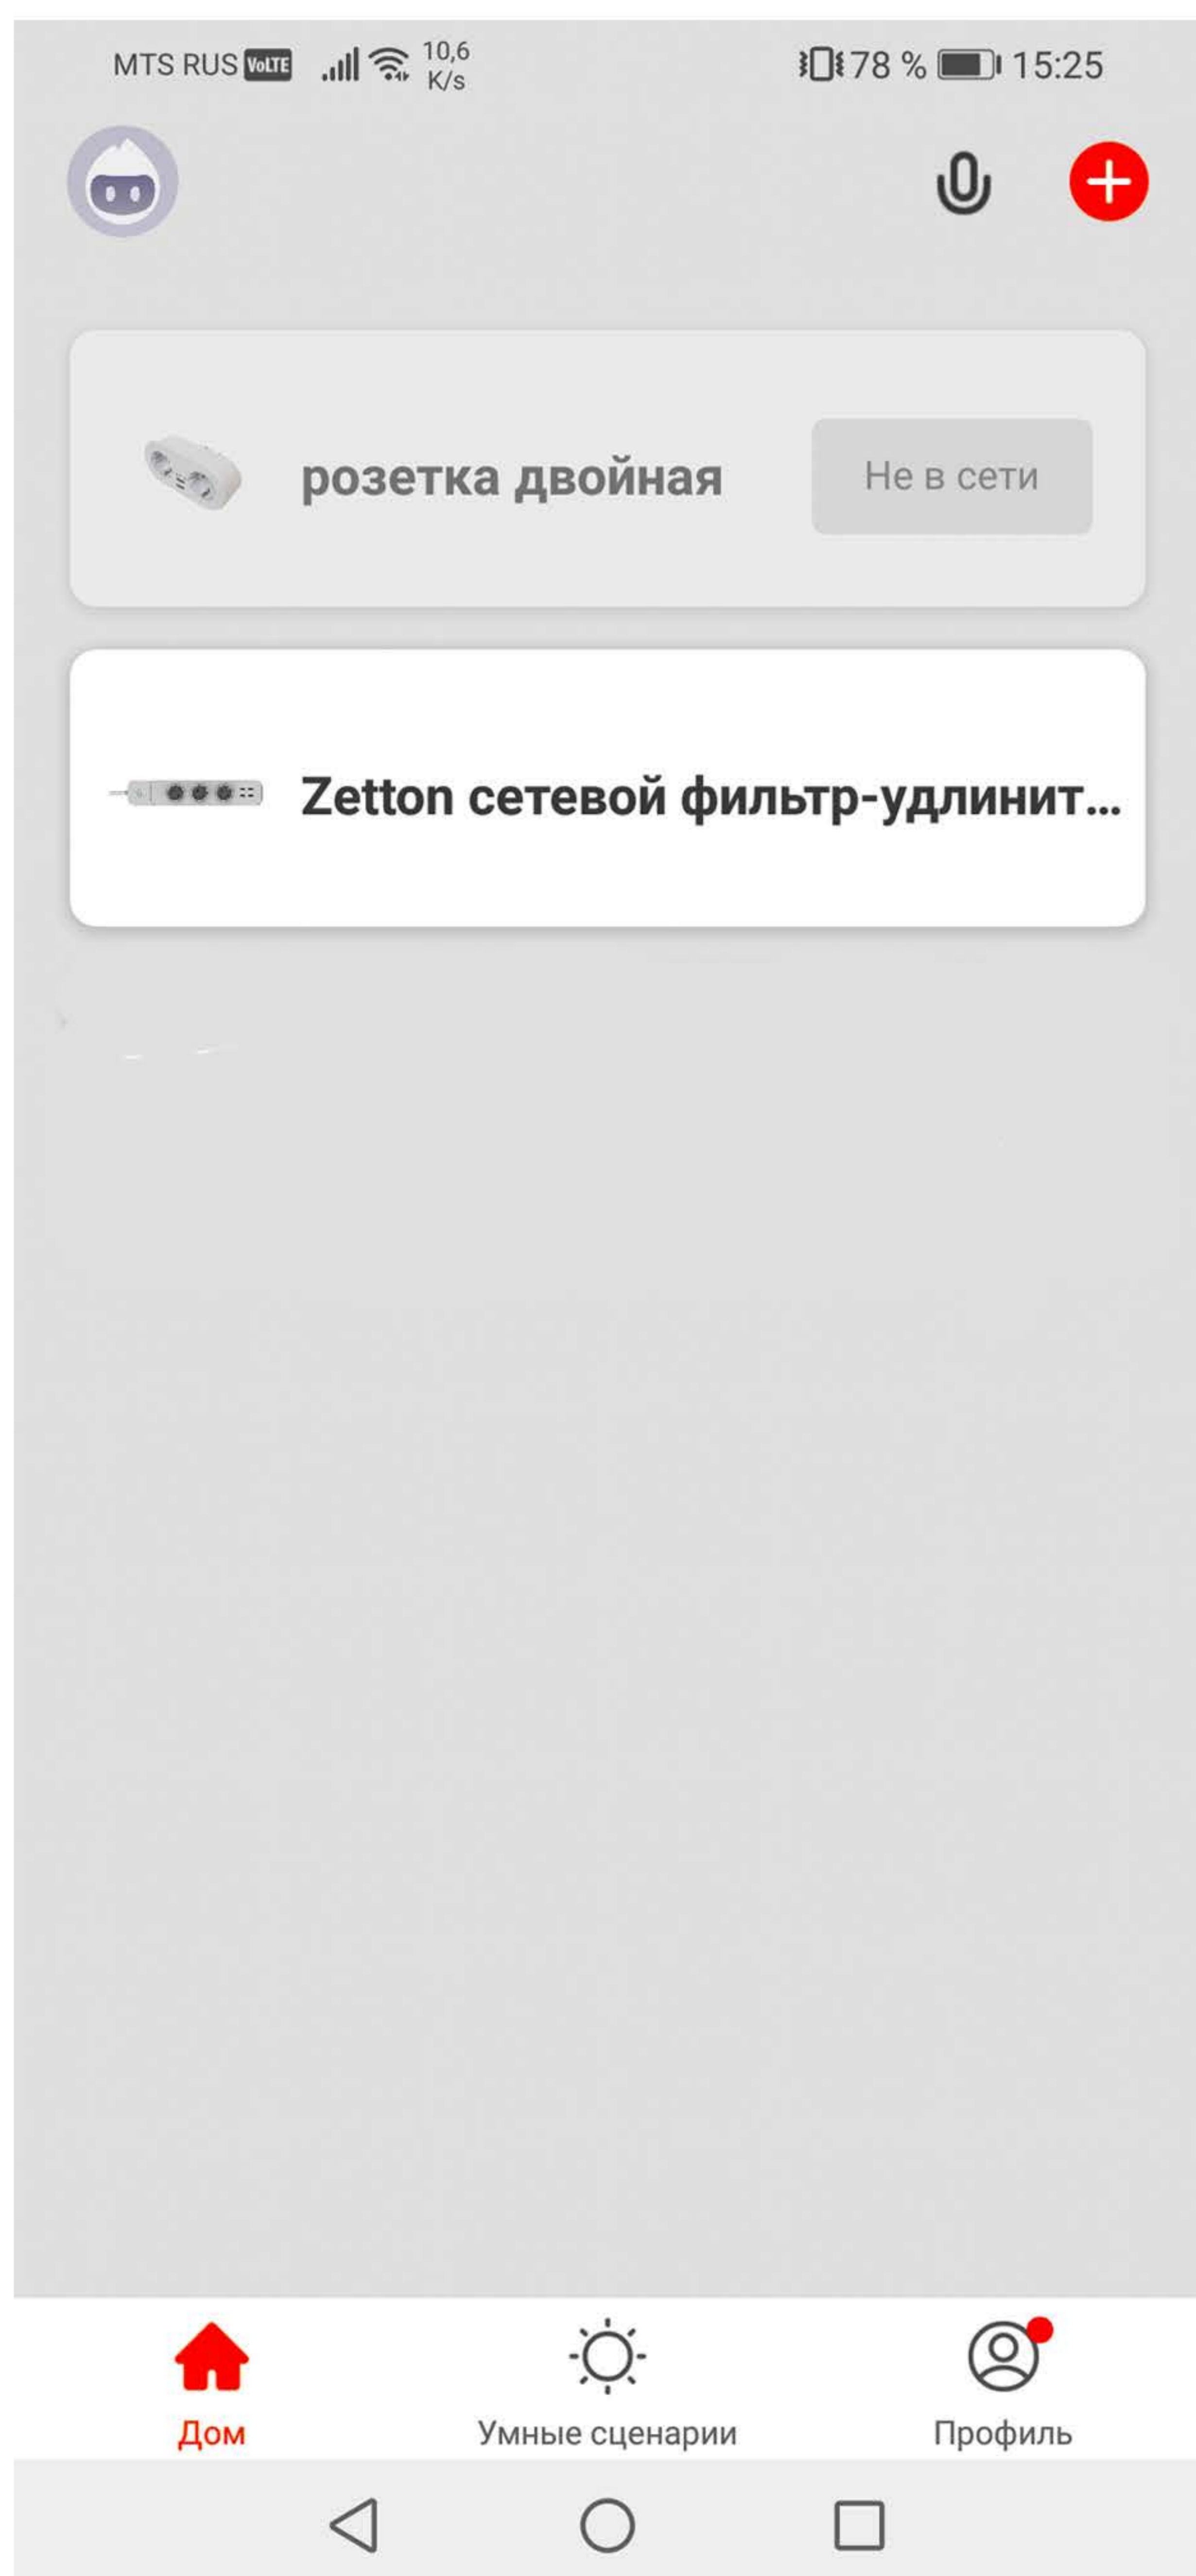 MTS RUS VoLTE 10,6 K/s 78 % 15:25
розетка двойная
Не в сети
Zetton сетевой фильтр-удлинит...
Дом
Умные сценарии
Профиль